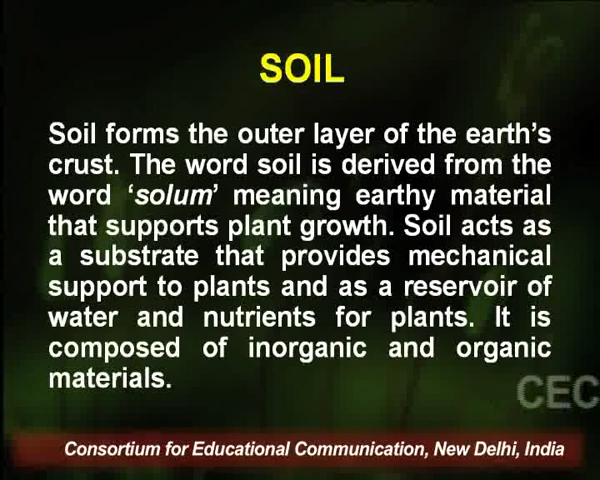 SOIL
Soil forms the outer layer of the earth's
crust. The word soil is derived from the
word ‘solum’ meaning earthy material
that supports plant growth. Soil acts as
a substrate that provides mechanical
support to plants and as a reservoir of
water and nutrients for plants. It is
composed of inorganic and organic
materials.
CEC
Consortium for Educational Communication, New Delhi, India